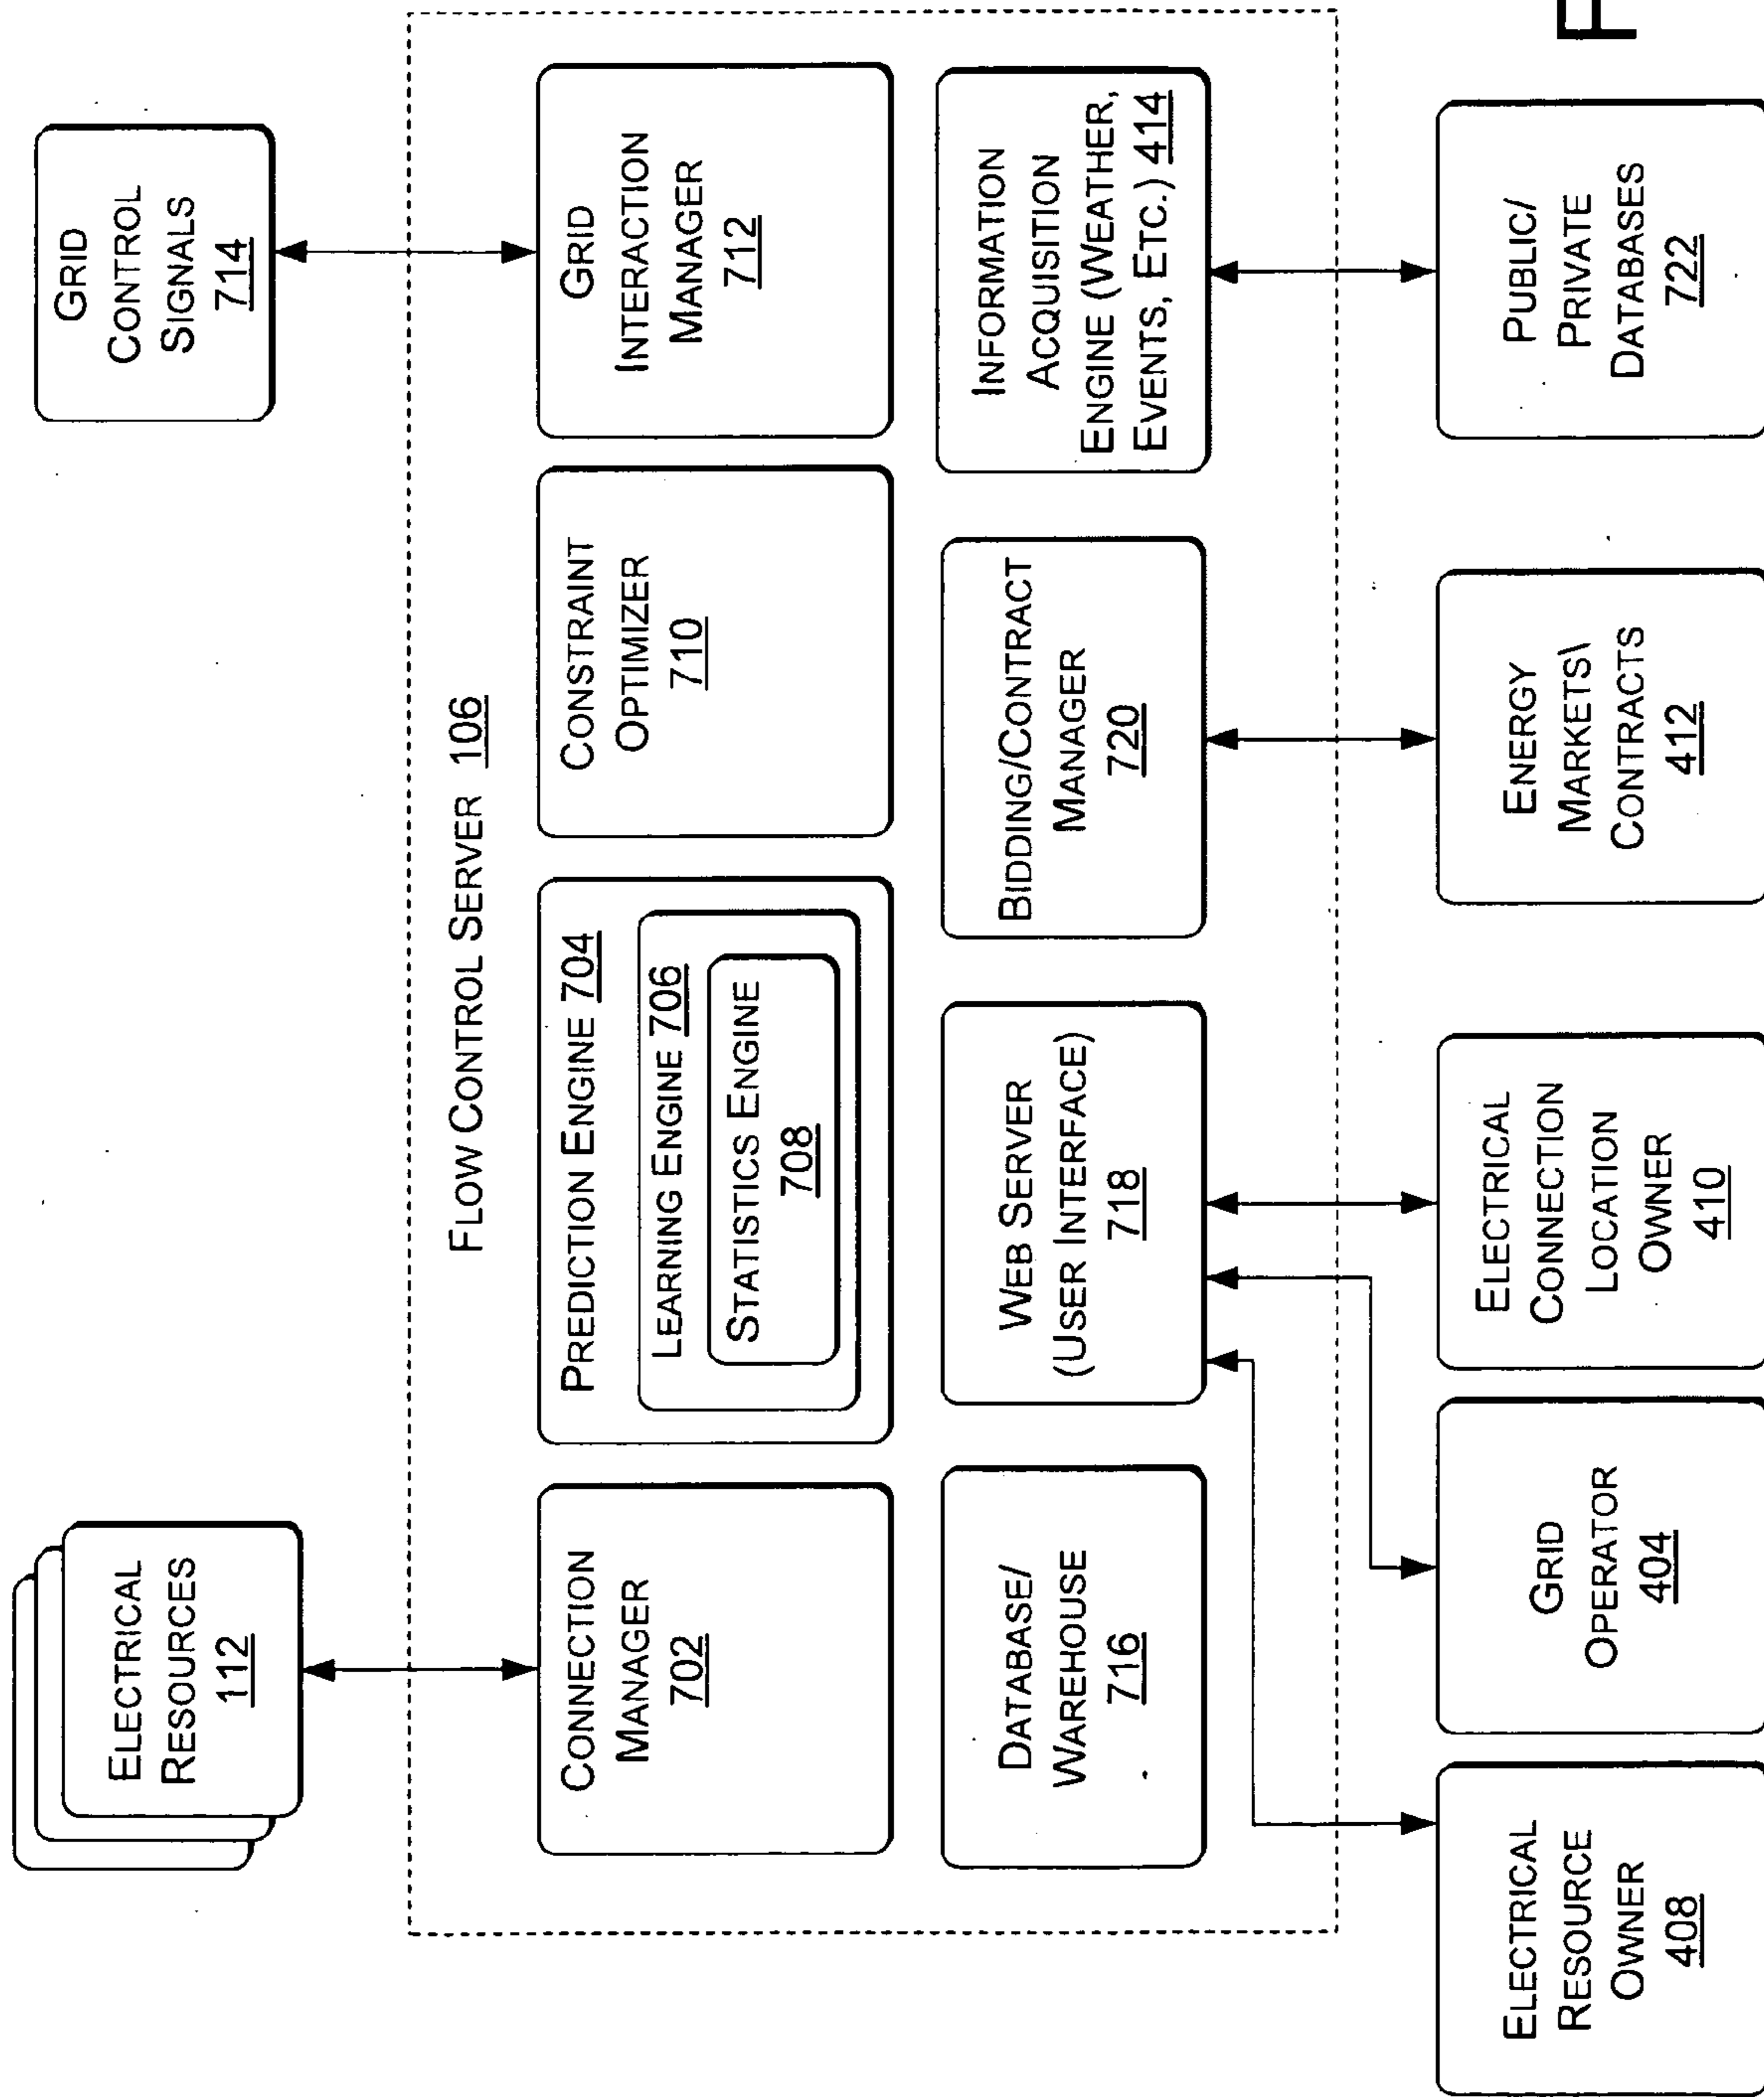 ELECTRICAL
RESOURCES
112
GRID
CONTROL
SIGNALS
714
FLOW CONTROL SERVER 106
CONNECTION
MANAGER
702
PREDICTION ENGINE 704
LEARNING ENGINE 706
STATISTICS ENGINE
708
CONSTRAINT
OPTIMIZER
710
GRID
INTERACTION
MANAGER
712
DATABASE/
WAREHOUSE
716
WEB SERVER
(USER INTERFACE)
718
BIDDING/CONTRACT
MANAGER
720
INFORMATION
ACQUISITION
ENGINE (WEATHER,
EVENTS, ETC.) 414
ELECTRICAL
RESOURCE
OWNER
408
GRID
OPERATOR
404
ELECTRICAL
CONNECTION
LOCATION
OWNER
410
ENERGY
MARKETS\
CONTRACTS
412
PUBLIC/
PRIVATE
DATABASES
722